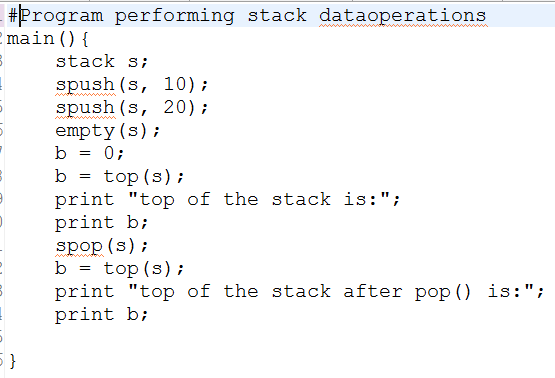 #Program performing stack dataoperations
main(){
    stack s;
    spush(s, 10);
    spush(s, 20);
    empty(s);
    b = 0;
    b = top(s);
    print "top of the stack is:";
    print b;
    spop(s);
    b = top(s);
    print "top of the stack after pop() is:";
    print b;
}